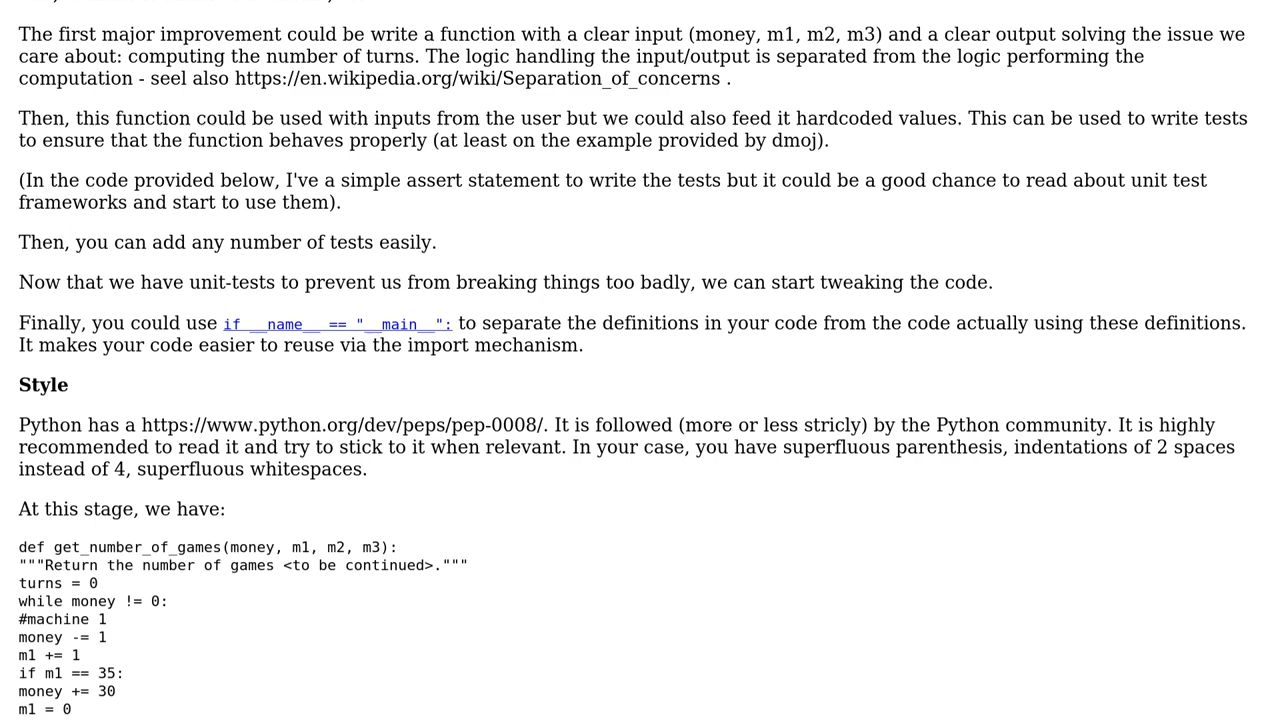 The first major improvement could be write a function with a clear input (money, m1, m2, m3) and a clear output solving the issue we
care about: computing the number of turns. The logic handling the input/output is separated from the logic performing the
computation - seel also https://en.wikipedia.org/wiki/Separation_of_concerns .
Then, this function could be used with inputs from the user but we could also feed it hardcoded values. This can be used to write tests
to ensure that the function behaves properly (at least on the example provided by dmoj).
(In the code provided below, I've a simple assert statement to write the tests but it could be a good chance to read about unit test
frameworks and start to use them).
Then, you can add any number of tests easily.
Now that we have unit-tests to prevent us from breaking things too badly, we can start tweaking the code.
Finally, you could use if __name__ == "__main__": to separate the definitions in your code from the code actually using these definitions.
It makes your code easier to reuse via the import mechanism.
Style
Python has a https://www.python.org/dev/peps/pep-0008/. It is followed (more or less stricly) by the Python community. It is highly
recommended to read it and try to stick to it when relevant. In your case, you have superfluous parenthesis, indentations of 2 spaces
instead of 4, superfluous whitespaces.
At this stage, we have:
def get_number_of_games(money, m1, m2, m3):
"""Return the number of games <to be continued>."""
turns = 0
while money != 0:
#machine 1
money -= 1
m1 += 1
if m1 == 35:
money += 30
m1 = 0